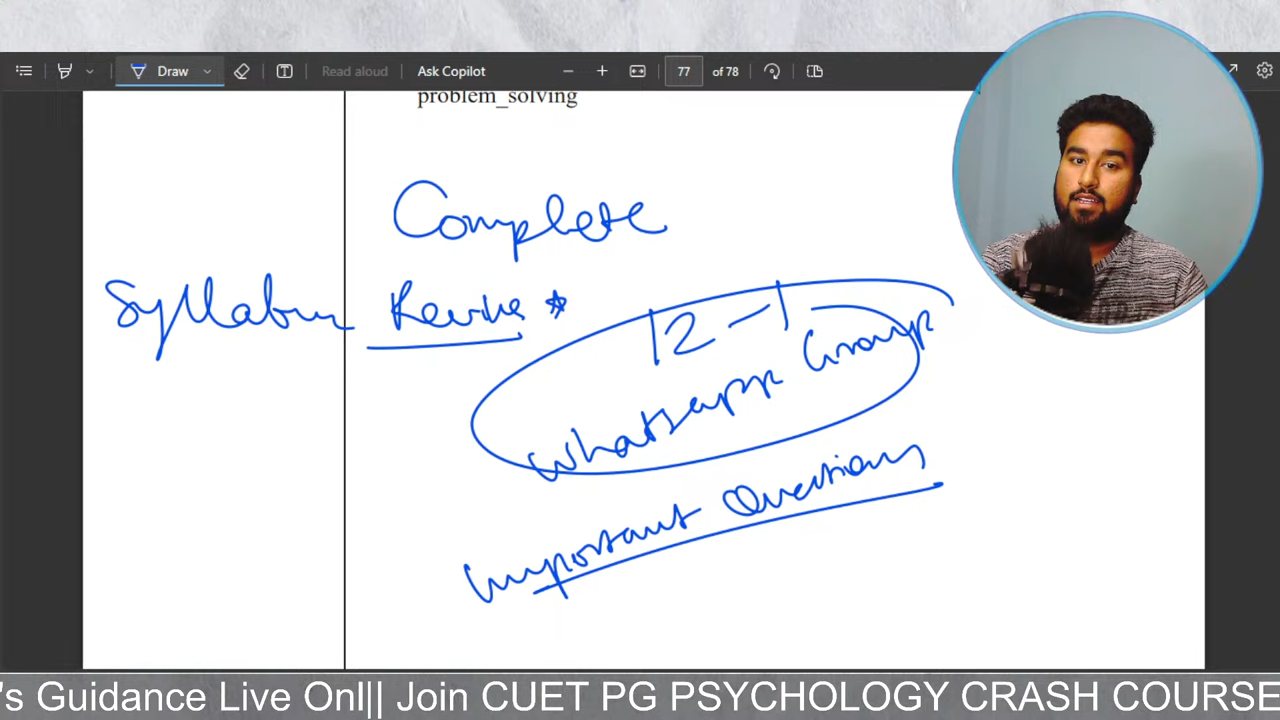 Draw
Read aloud
Ask Copilot
77 of 78
problem_solving
Complete
Syllabus Revise
12-1
Whatsapp Group
Important Questions
's Guidance Live Onl|| Join CUET PG PSYCHOLOGY CRASH COURSE